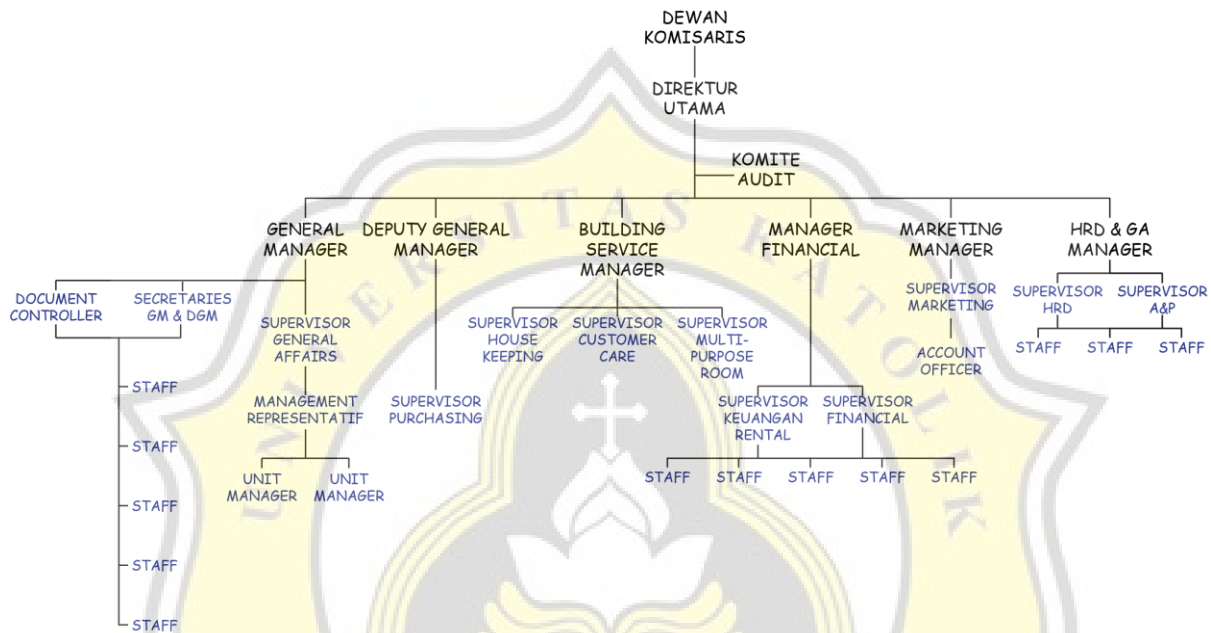 DEWAN
KOMISARIS
DIREKTUR
UTAMA
KOMITE
AUDIT
GENERAL
MANAGER
DEPUTY GENERAL
MANAGER
BUILDING
SERVICE
MANAGER
MANAGER
FINANCIAL
MARKETING
MANAGER
HRD & GA
MANAGER
DOCUMENT
CONTROLLER
SECRETARIES
GM & DGM
SUPERVISOR
GENERAL
AFFAIRS
MANAGEMENT
REPRESENTATIF
UNIT
MANAGER
UNIT
MANAGER
STAFF
STAFF
STAFF
STAFF
STAFF
SUPERVISOR
PURCHASING
SUPERVISOR
HOUSE
KEEPING
SUPERVISOR
CUSTOMER
CARE
SUPERVISOR
MULTI-
PURPOSE
ROOM
SUPERVISOR
KEUANGAN
RENTAL
SUPERVISOR
FINANCIAL
STAFF
STAFF
STAFF
STAFF
STAFF
SUPERVISOR
MARKETING
ACCOUNT
OFFICER
SUPERVISOR
HRD
SUPERVISOR
A&P
STAFF
STAFF
STAFF
UNIVERSITAS KATOLIK